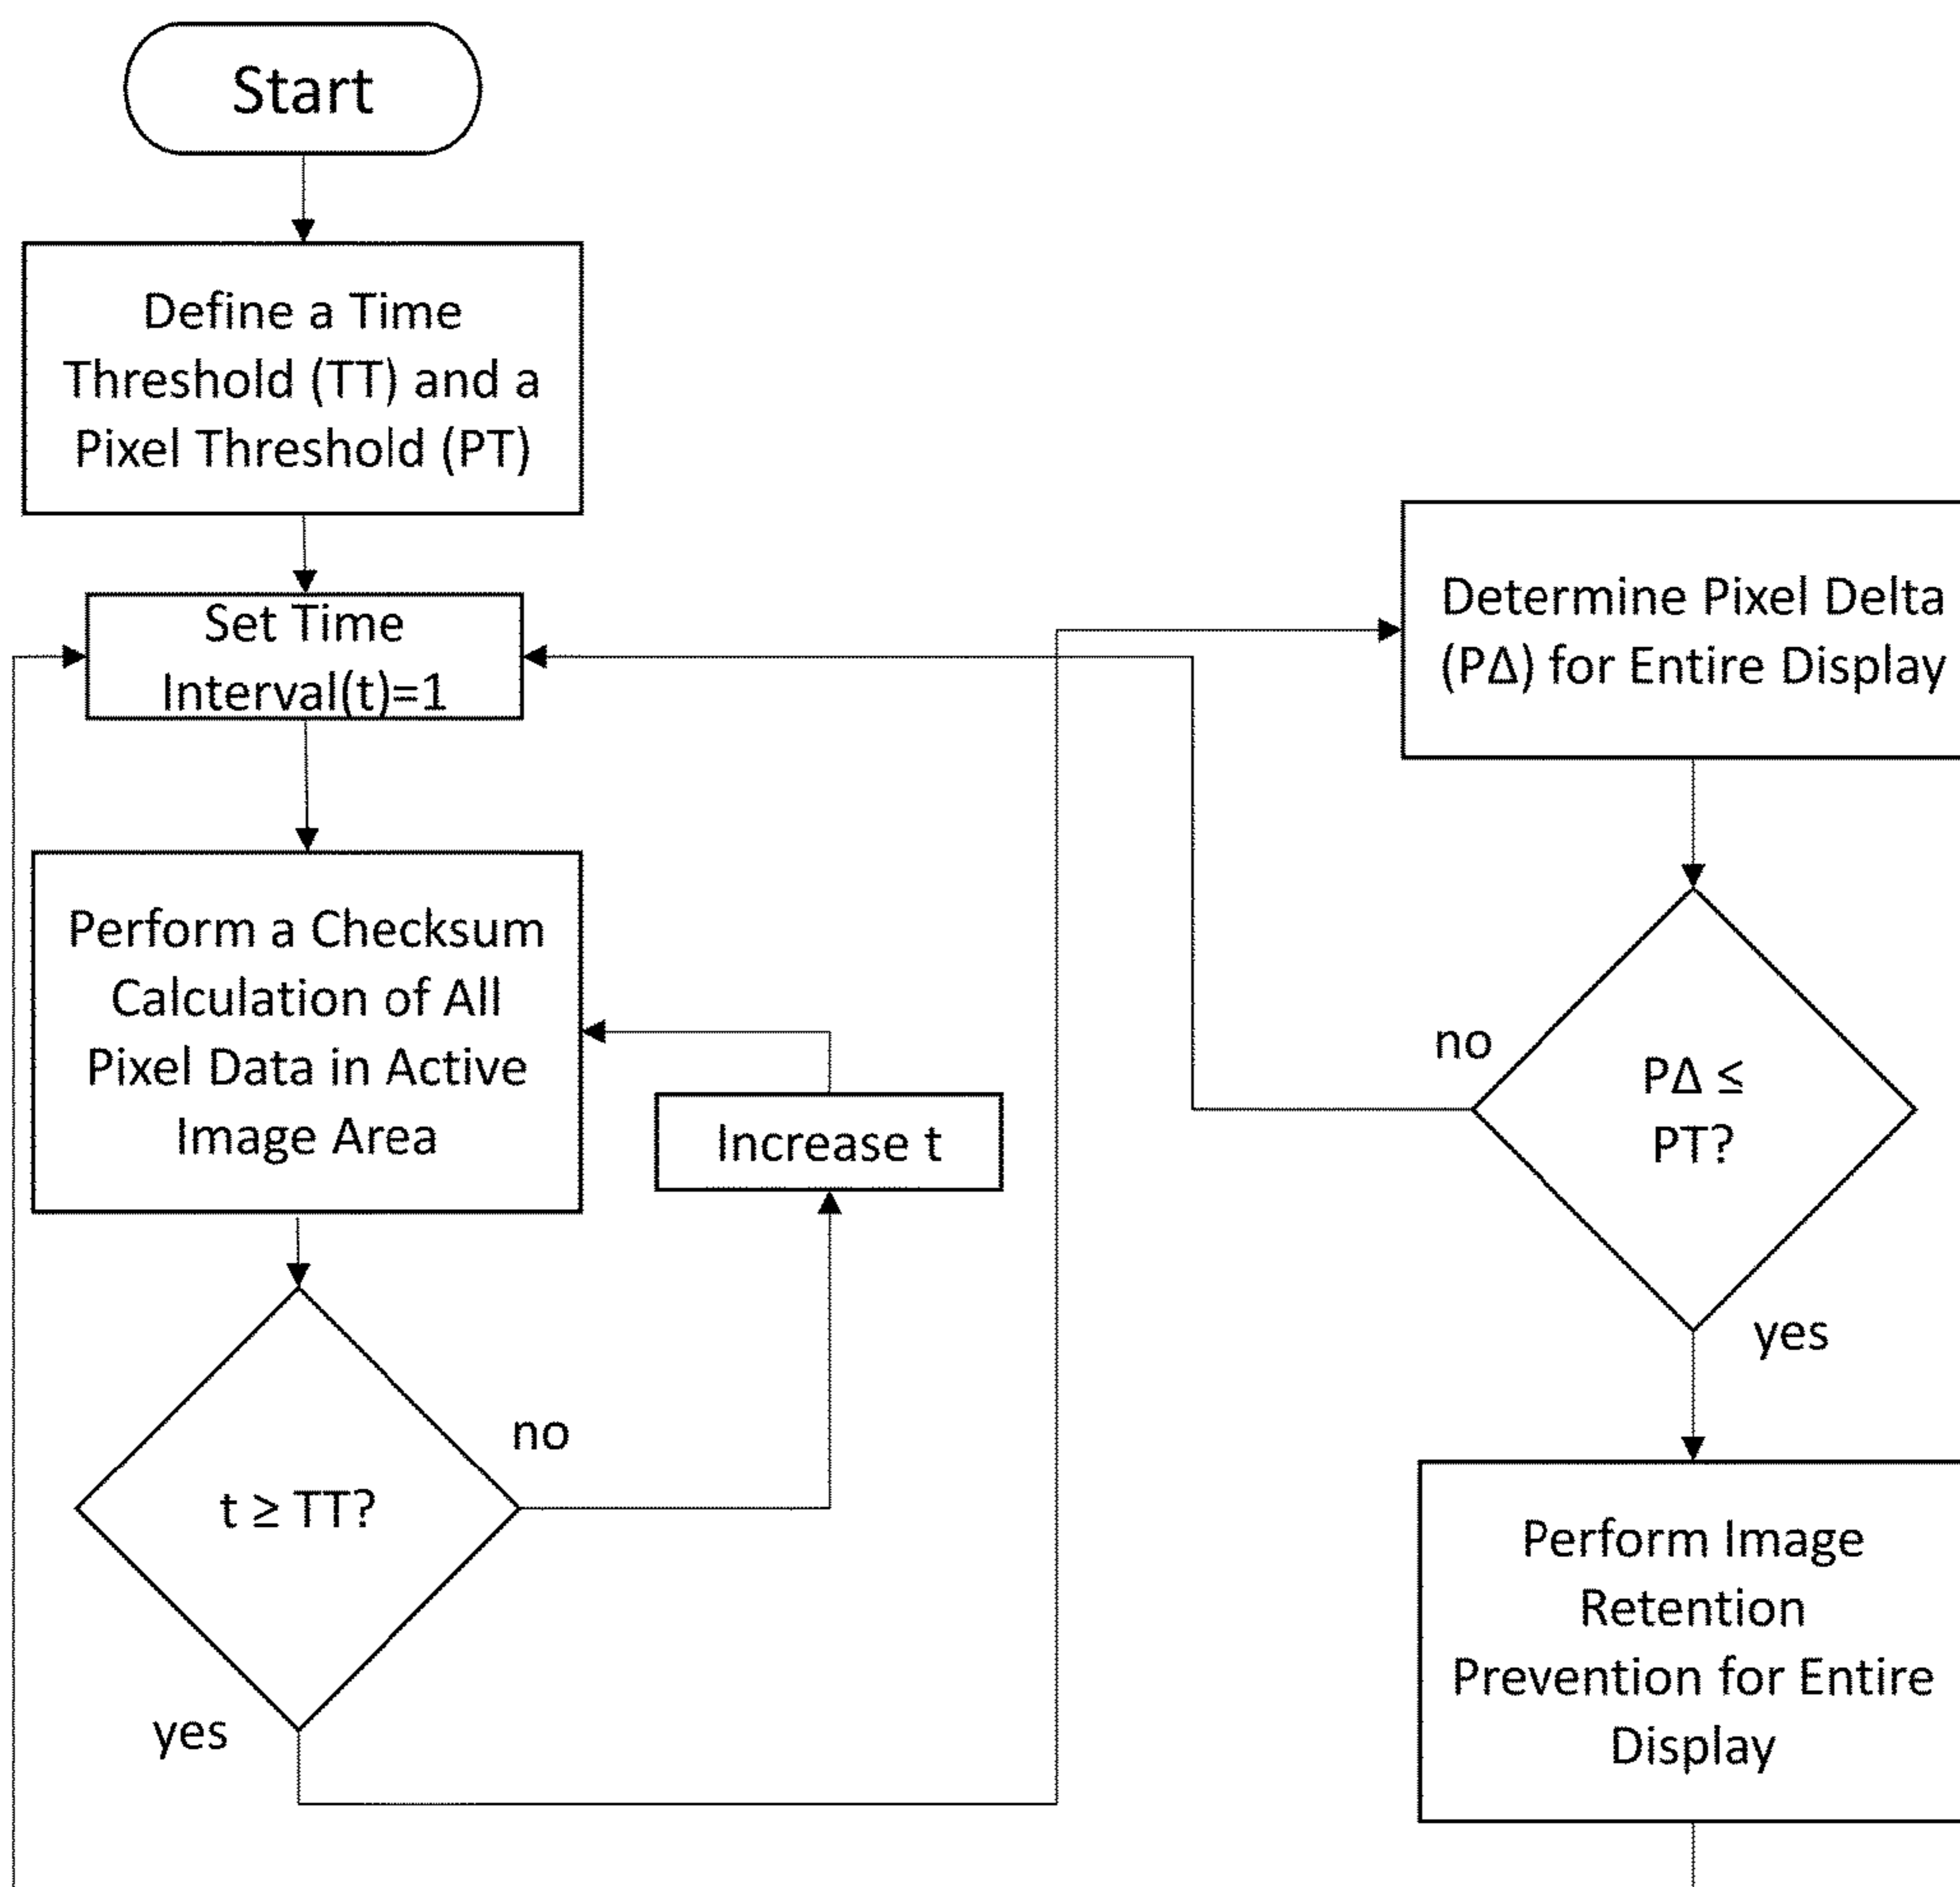 Start
Define a Time
Threshold (TT) and a
Pixel Threshold (PT)
Set Time
Interval(t)=1
Perform a Checksum
Calculation of All
Pixel Data in Active
Image Area
Increase t
t ≥ TT?
no
yes
Determine Pixel Delta
(PΔ) for Entire Display
PΔ ≤
PT?
no
yes
Perform Image
Retention
Prevention for Entire
Display